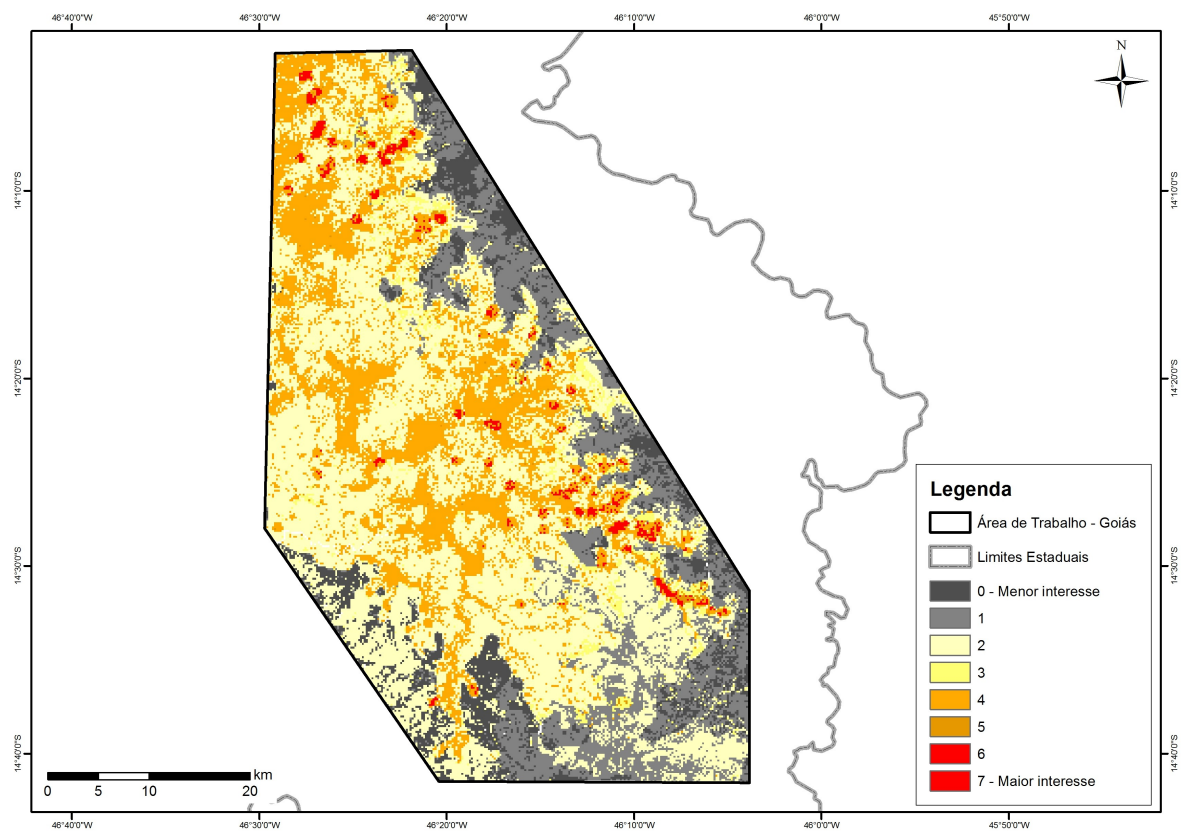 46°40'0"W 46°30'0"W 46°20'0"W 46°10'0"W 46°0'0"W 45°50'0"W
N
14°10'0"S 14°10'0"S
14°20'0"S 14°20'0"S
14°30'0"S 14°30'0"S
14°40'0"S 14°40'0"S
Legenda
Área de Trabalho - Goiás
Limites Estaduais
0 - Menor interesse
1
2
3
4
5
6
7 - Maior interesse
km
0 5 10 20
46°40'0"W 46°30'0"W 46°20'0"W 46°10'0"W 46°0'0"W 45°50'0"W